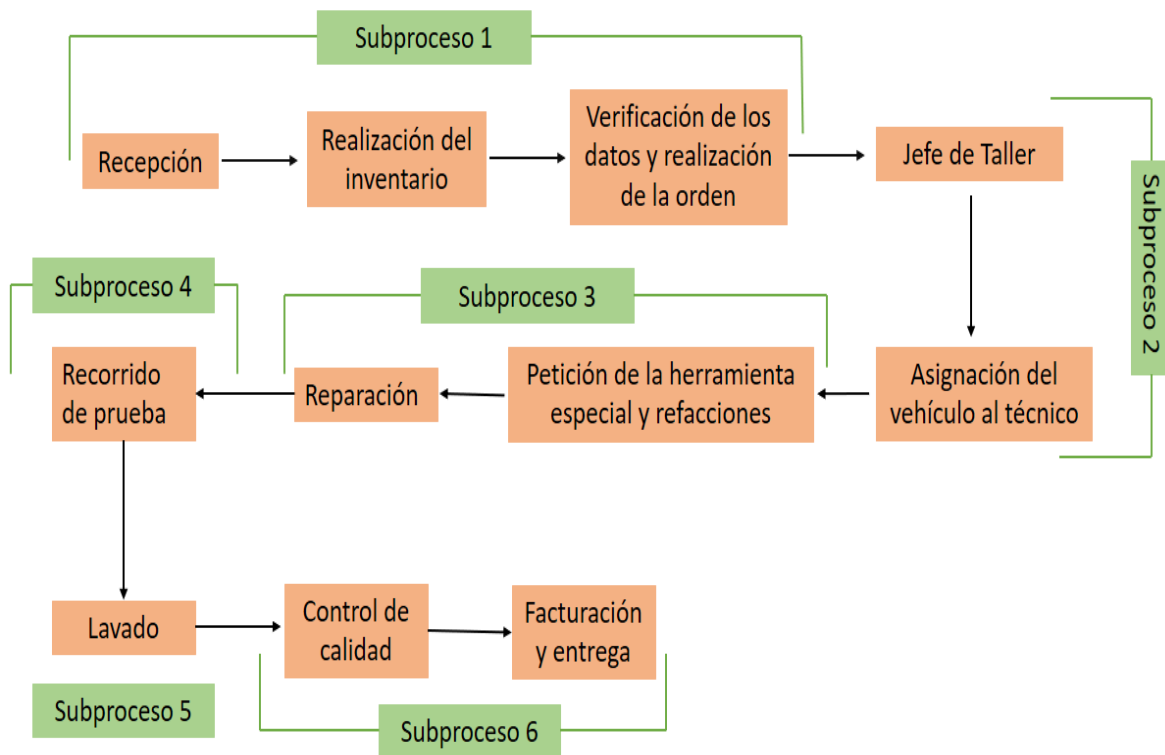 Subproceso 1
Recepción
Realización del
inventario
Verificación de los
datos y realización
de la orden
Jefe de Taller
Subproceso 2
Subproceso 4
Subproceso 3
Recorrido
de prueba
Reparación
Petición de la herramienta
especial y refacciones
Asignación del
vehículo al técnico
Lavado
Control de
calidad
Facturación
y entrega
Subproceso 5
Subproceso 6